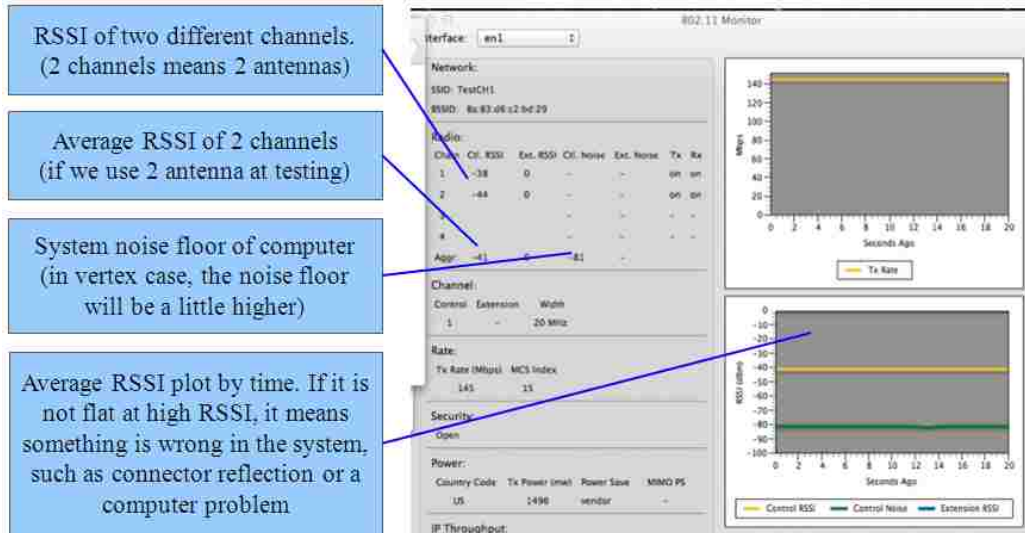 RSSI of two different channels.
(2 channels means 2 antennas)
Average RSSI of 2 channels
(if we use 2 antenna at testing)
System noise floor of computer
(in vertex case, the noise floor
will be a little higher)
Average RSSI plot by time. If it is
not flat at high RSSI, it means
something is wrong in the system,
such as connector reflection or a
computer problem
802.11 Monitor
terface: en1
Network:
SSID: TestCH1
BSSID: 8a:83:d6:c2:bd:29
Radio:
Chain Ctl. RSSI Ext. RSSI Ctl. Noise Ext. Noise Tx Rx
1 -38 0 - - on on
2 -44 0 - - on on
3 - - - -
4 - - - -
Aggr: -41 0 -81 -
Channel:
Control Extension Width
1 - 20 MHz
Rate:
Tx Rate (Mbps) MCS Index
145 15
Security:
Open
Power:
Country Code Tx Power (mw) Power Save MIMO PS
US 1496 vendor -
IP Throughput:
Mbps
140
120
100
80
60
40
20
0
0 2 4 6 8 10 12 14 16 18 20
Seconds Ago
Tx Rate
RSSI (dBm)
0
-10
-20
-30
-40
-50
-60
-70
-80
-90
-100
0 2 4 6 8 10 12 14 16 18 20
Seconds Ago
Control RSSI Control Noise Extension RSSI